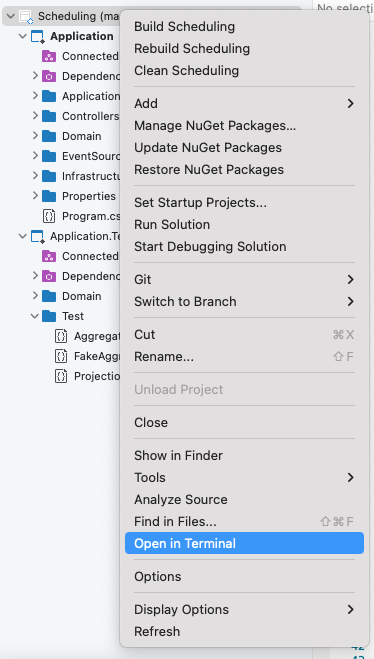 No selecti
Scheduling (ma
Application
Connected
Dependenc
Application
Controllers
Domain
EventSourc
Infrastructu
Properties
Program.cs
Application.Te
Connected
Dependenc
Domain
Test
Aggregat
FakeAggr
Projectio
Build Scheduling
Rebuild Scheduling
Clean Scheduling
Add
Manage NuGet Packages...
Update NuGet Packages
Restore NuGet Packages
Set Startup Projects...
Run Solution
Start Debugging Solution
Git
Switch to Branch
Cut ⌘X
Rename... ⇧F
Unload Project
Close
Show in Finder
Tools
Analyze Source
Find in Files... ⇧⌘F
Open in Terminal
Options
Display Options
Refresh
42